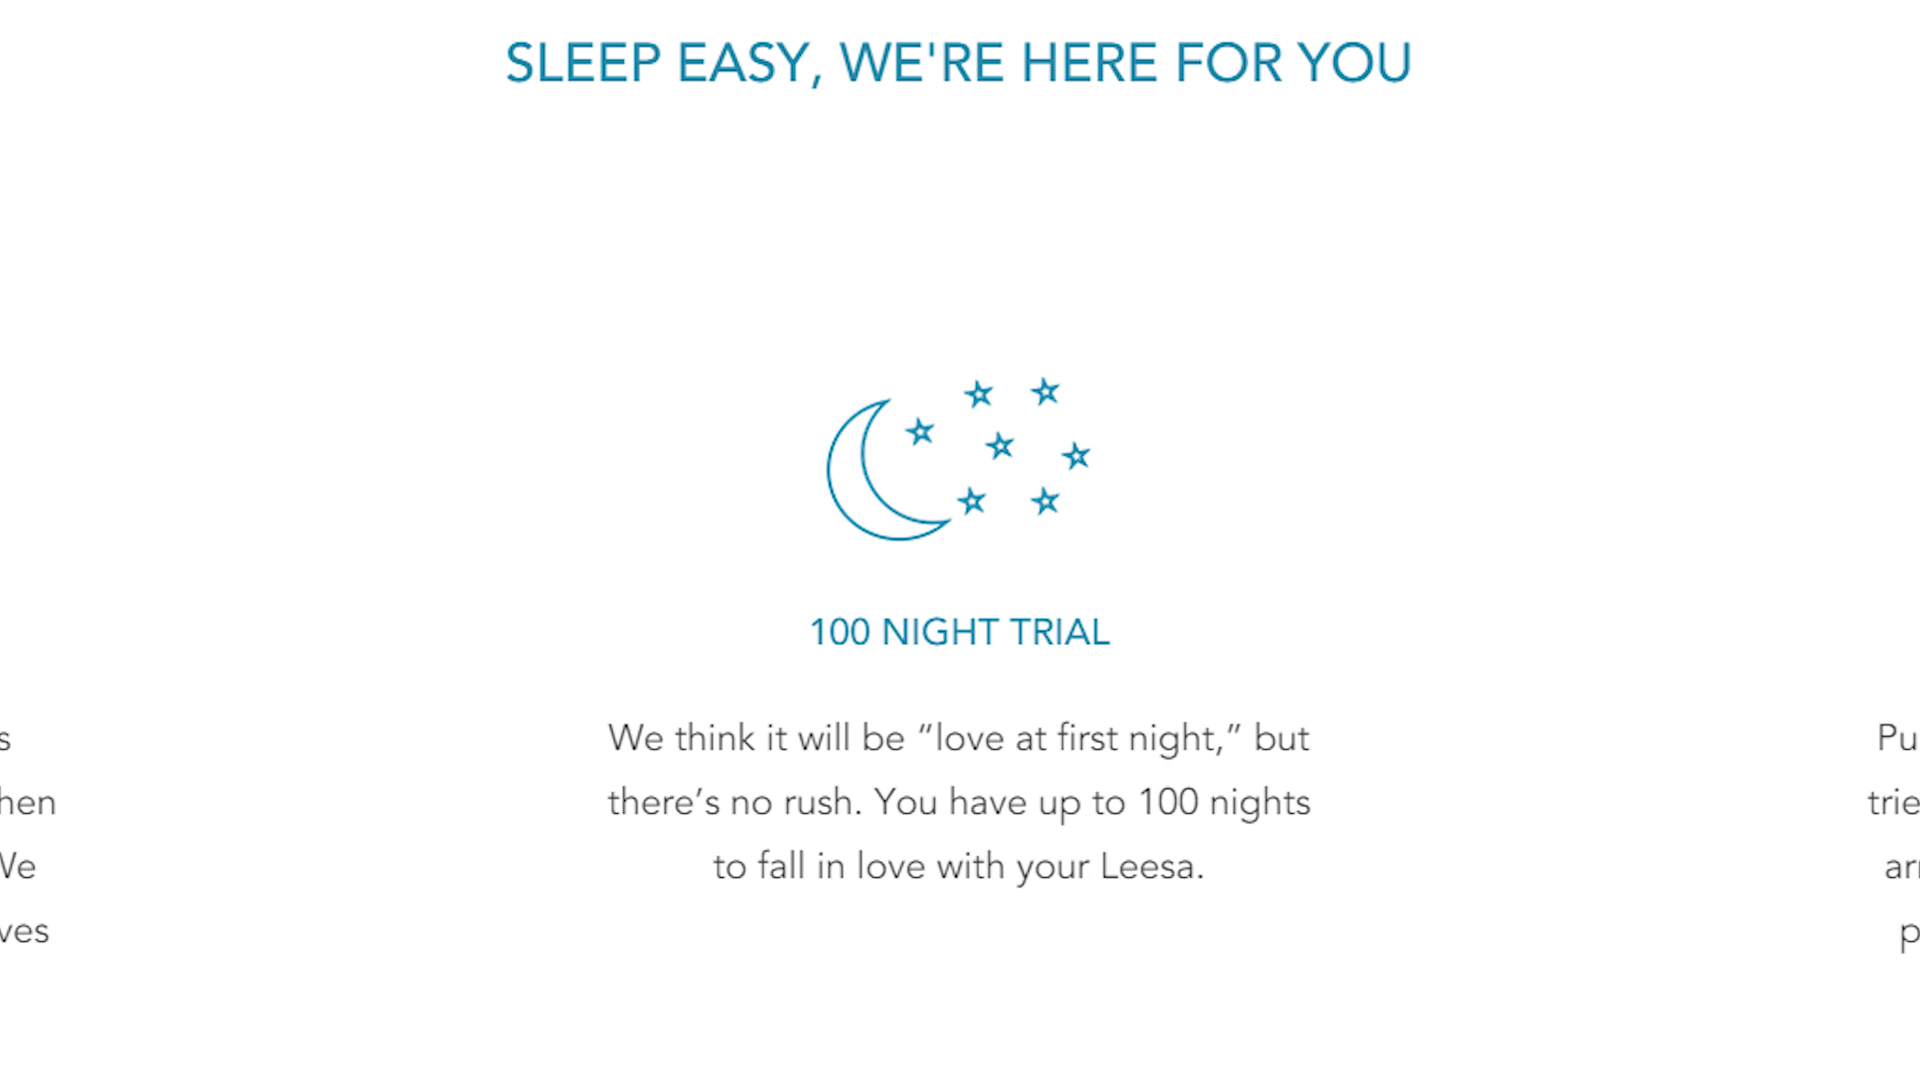 SLEEP EASY, WE'RE HERE FOR YOU
100 NIGHT TRIAL
We think it will be “love at first night,” but
there’s no rush. You have up to 100 nights
to fall in love with your Leesa.